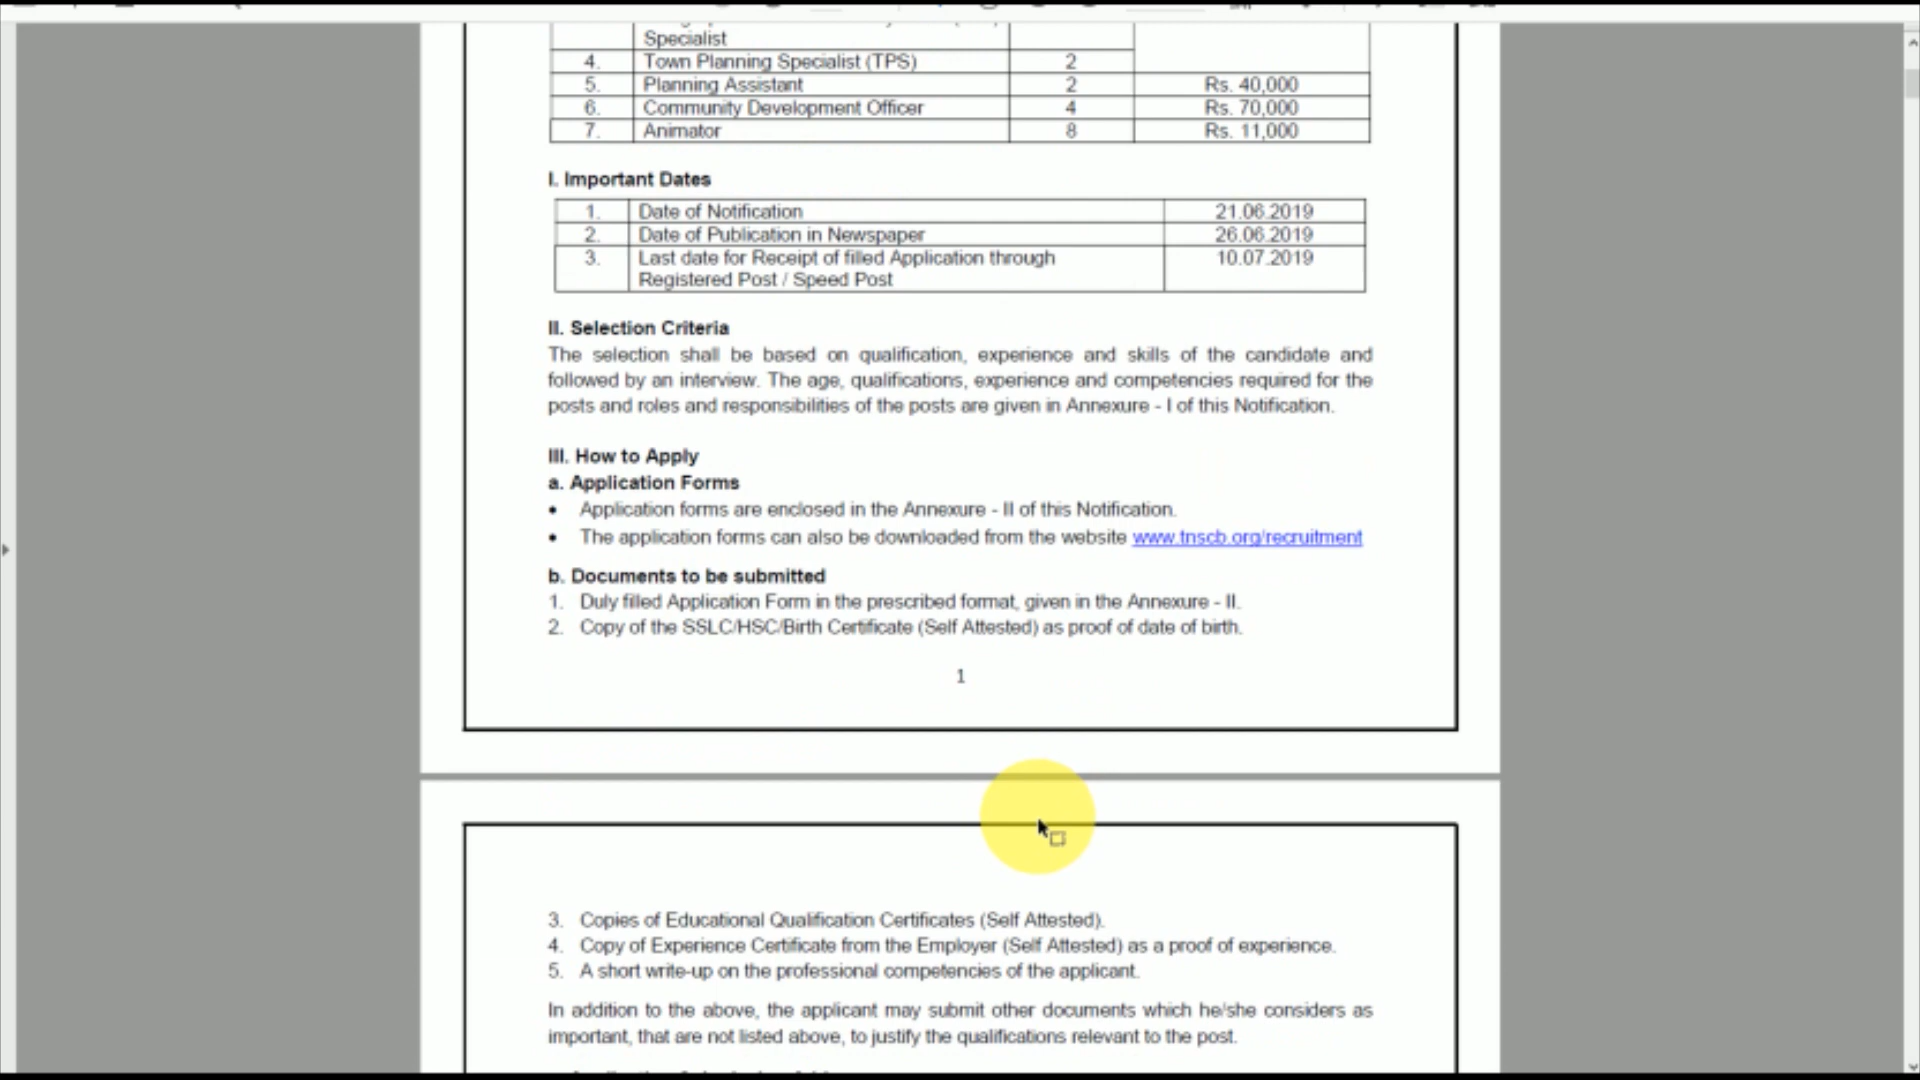 Specialist
4. Town Planning Specialist (TPS) 2
5. Planning Assistant 2 Rs. 40,000
6. Community Development Officer 4 Rs. 70,000
7. Animator 8 Rs. 11,000
I. Important Dates
1. Date of Notification 21.06.2019
2. Date of Publication in Newspaper 26.06.2019
3. Last date for Receipt of filled Application through 10.07.2019
Registered Post / Speed Post
II. Selection Criteria
The selection shall be based on qualification, experience and skills of the candidate and
followed by an interview. The age, qualifications, experience and competencies required for the
posts and roles and responsibilities of the posts are given in Annexure - I of this Notification.
III. How to Apply
a. Application Forms
• Application forms are enclosed in the Annexure - II of this Notification.
• The application forms can also be downloaded from the website www.tnscb.org/recruitment
b. Documents to be submitted
1. Duly filled Application Form in the prescribed format, given in the Annexure - II.
2. Copy of the SSLC/HSC/Birth Certificate (Self Attested) as proof of date of birth.
1
3. Copies of Educational Qualification Certificates (Self Attested).
4. Copy of Experience Certificate from the Employer (Self Attested) as a proof of experience.
5. A short write-up on the professional competencies of the applicant.
In addition to the above, the applicant may submit other documents which he/she considers as
important, that are not listed above, to justify the qualifications relevant to the post.